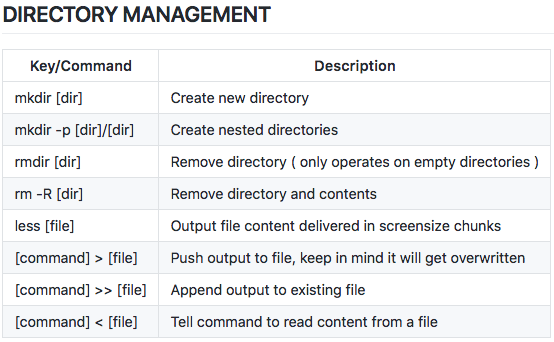 DIRECTORY MANAGEMENT
Key/Command Description
mkdir [dir] Create new directory
mkdir -p [dir]/[dir] Create nested directories
rmdir [dir] Remove directory ( only operates on empty directories )
rm -R [dir] Remove directory and contents
less [file] Output file content delivered in screensize chunks
[command] > [file] Push output to file, keep in mind it will get overwritten
[command] >> [file] Append output to existing file
[command] < [file] Tell command to read content from a file